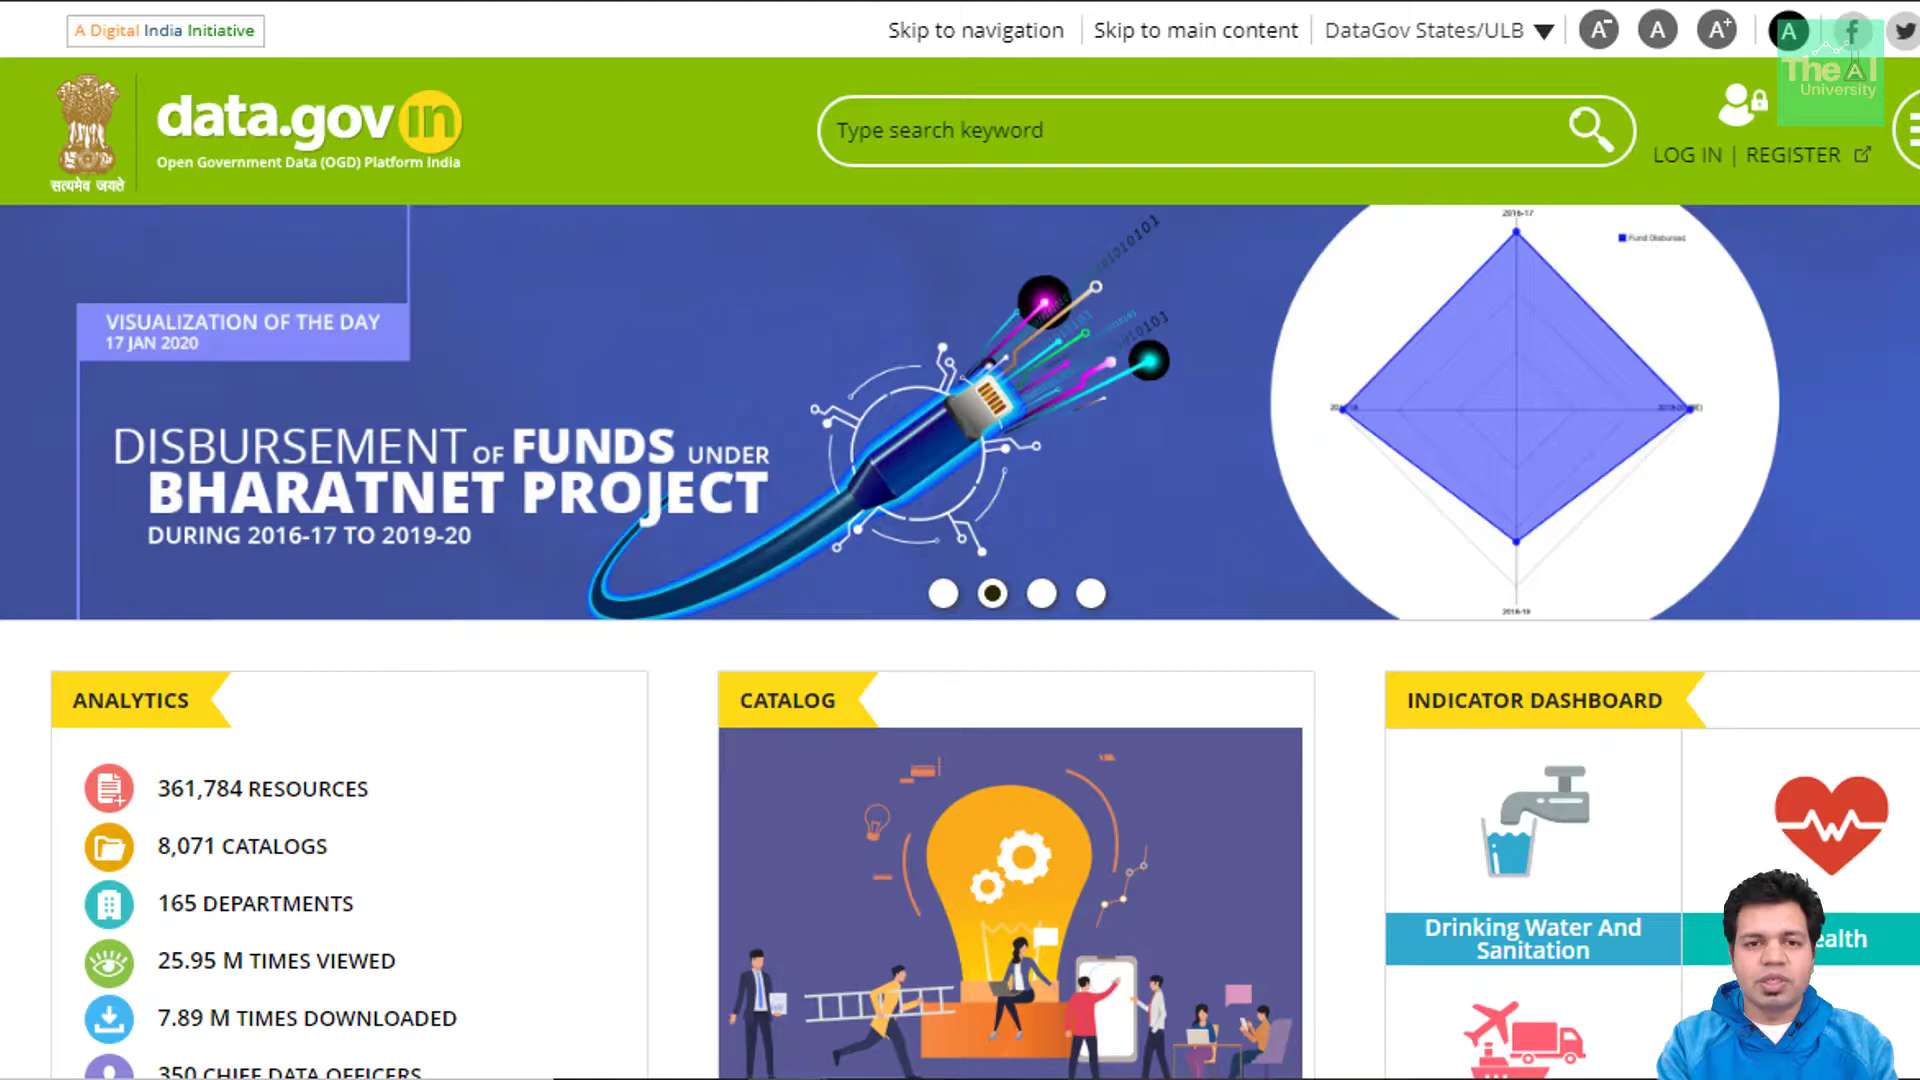 A Digital India Initiative
Skip to navigation
Skip to main content
DataGov States/ULB
A-
A
A+
A
The AI
University
data.gov in
Open Government Data (OGD) Platform India
सत्यमेव जयते
Type search keyword
LOG IN | REGISTER
VISUALIZATION OF THE DAY
17 JAN 2020
DISBURSEMENT OF FUNDS UNDER
BHARATNET PROJECT
DURING 2016-17 TO 2019-20
2016-17
Fund Disbursed
2018-19
ANALYTICS
361,784 RESOURCES
8,071 CATALOGS
165 DEPARTMENTS
25.95 M TIMES VIEWED
7.89 M TIMES DOWNLOADED
350 CHIEF DATA OFFICERS
CATALOG
INDICATOR DASHBOARD
Drinking Water And
Sanitation